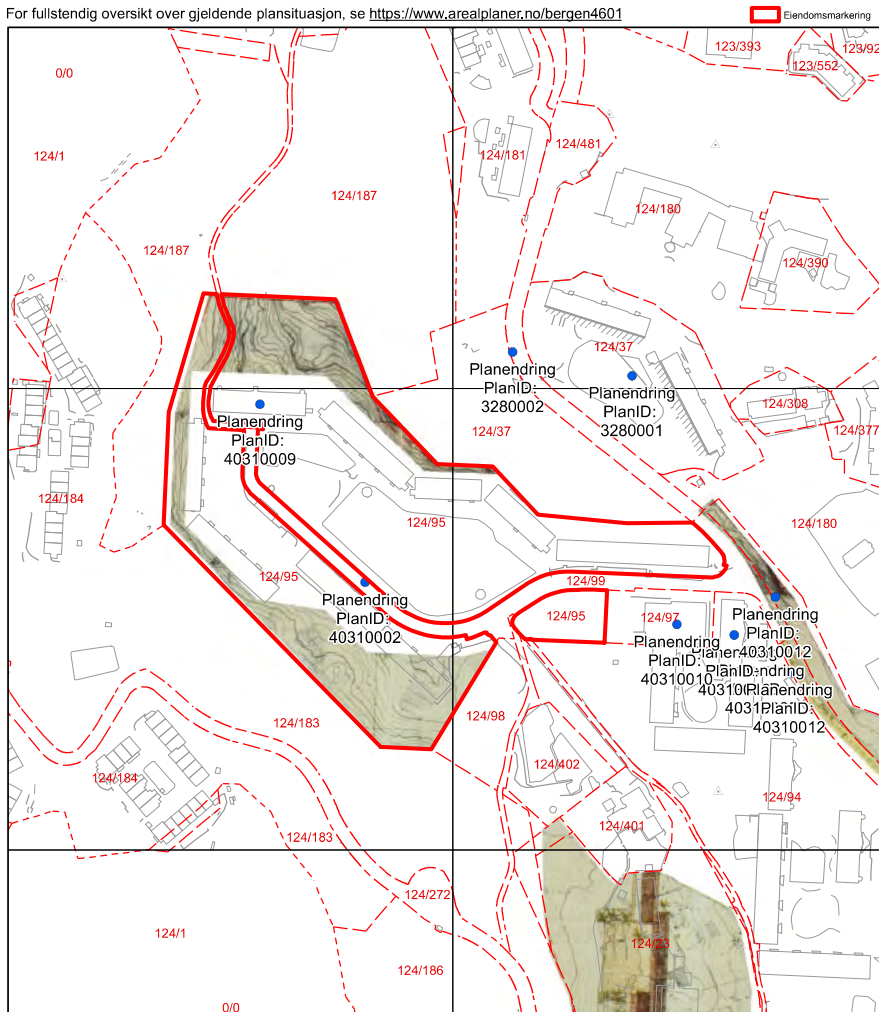 For fullstendig oversikt over gjeldende plansituasjon, se https://www.arealplaner.no/bergen4601
Eiendomsmarkering
123/393
123/92
123/552
0/0
124/1
124/181
124/481
124/187
124/180
124/187
124/390
124/37
Planendring
PlanID:
3280002
Planendring
PlanID:
3280001
124/308
124/377
Planendring
PlanID:
40310009
124/37
124/184
124/95
124/180
124/95
124/99
Planendring
PlanID:
40310002
124/95
124/97
Planendring
PlanID:
40310012
Planendring
PlanID:
40310010
Planendring
PlanID:
40310012
124/183
124/98
124/184
124/402
124/94
124/183
124/401
124/272
124/1
124/73
124/186
0/0